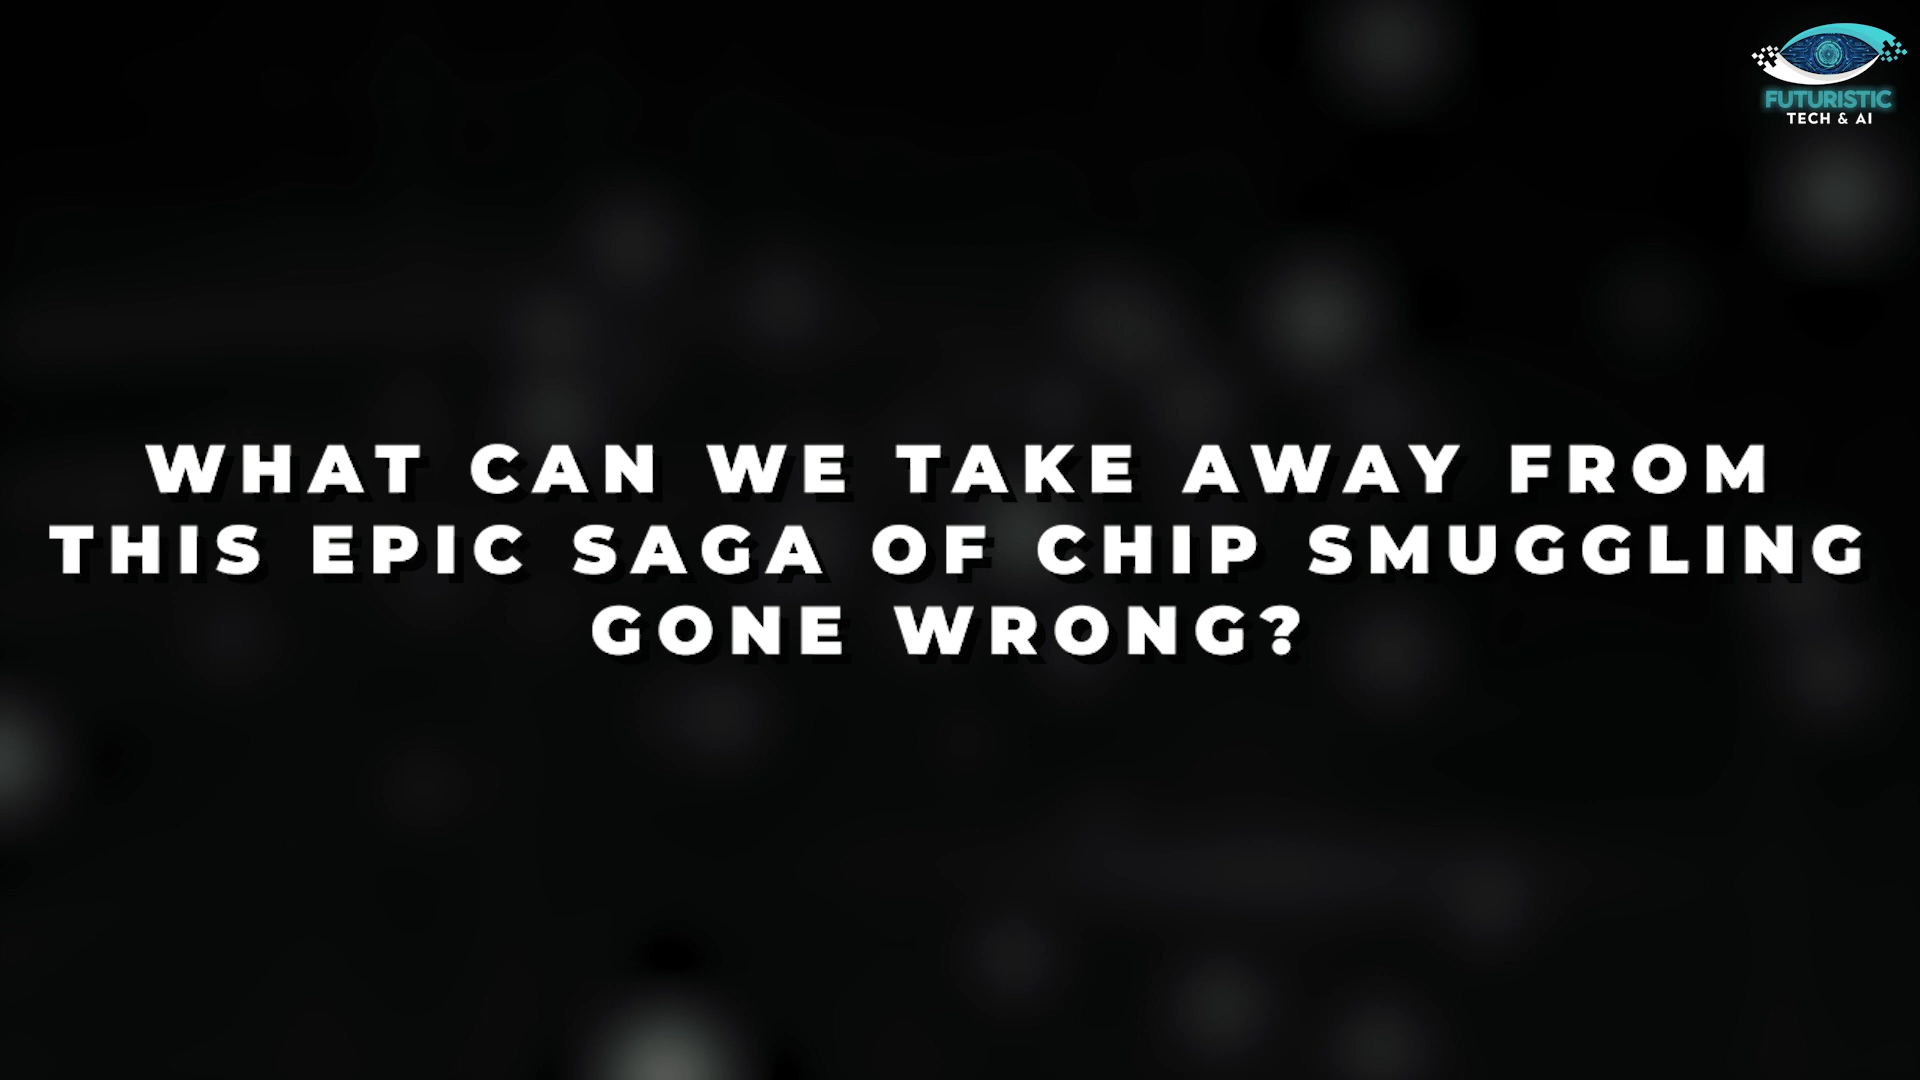 FUTURISTIC
TECH & AI
WHAT CAN WE TAKE AWAY FROM
THIS EPIC SAGA OF CHIP SMUGGLING
GONE WRONG?